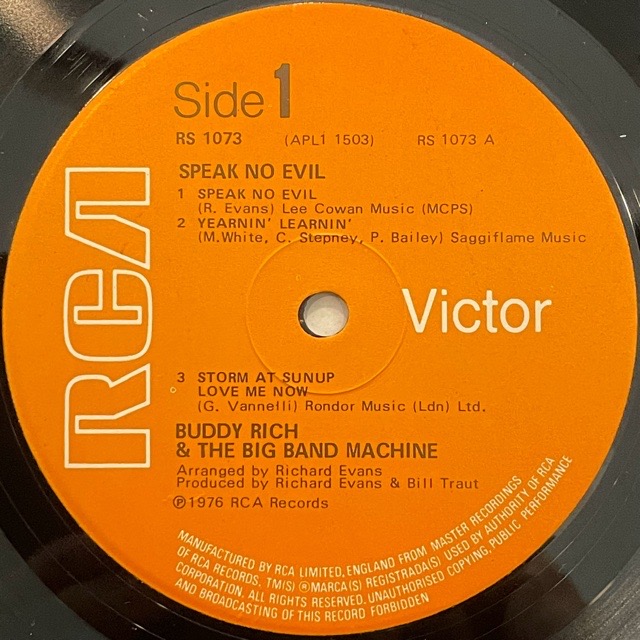 Side 1
RS 1073 (APL1 1503) RS 1073 A
SPEAK NO EVIL
1 SPEAK NO EVIL
(R. Evans) Lee Cowan Music (MCPS)
2 YEARNIN' LEARNIN'
(M.White, C. Stepney, P. Bailey) Saggiflame Music
RCA
Victor
3 STORM AT SUNUP
LOVE ME NOW
(G. Vannelli) Rondor Music (Ldn) Ltd.
BUDDY RICH
& THE BIG BAND MACHINE
Arranged by Richard Evans
Produced by Richard Evans & Bill Traut
Ⓟ1976 RCA Records
MANUFACTURED BY RCA LIMITED, ENGLAND FROM MASTER RECORDINGS
OF RCA RECORDS, TM(S) ® MARCA(S) REGISTRADA(S) USED BY AUTHORITY OF RCA
CORPORATION. ALL RIGHTS RESERVED. UNAUTHORISED COPYING, PUBLIC PERFORMANCE
AND BROADCASTING OF THIS RECORD FORBIDDEN